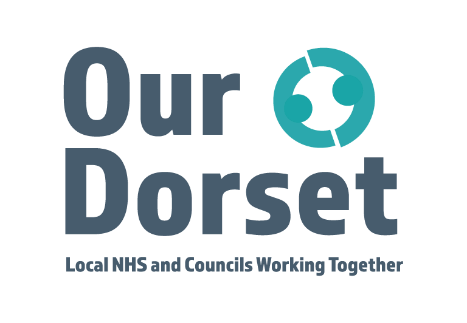 Our
Dorset
Local NHS and Councils Working Together